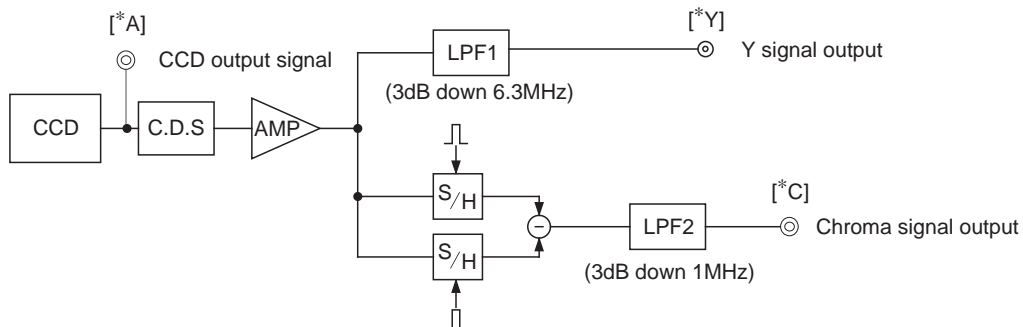 [*A]
CCD output signal
[*Y]
Y signal output
LPF1
(3dB down 6.3MHz)
CCD
C.D.S
AMP
S/H
[*C]
LPF2
Chroma signal output
S/H
(3dB down 1MHz)